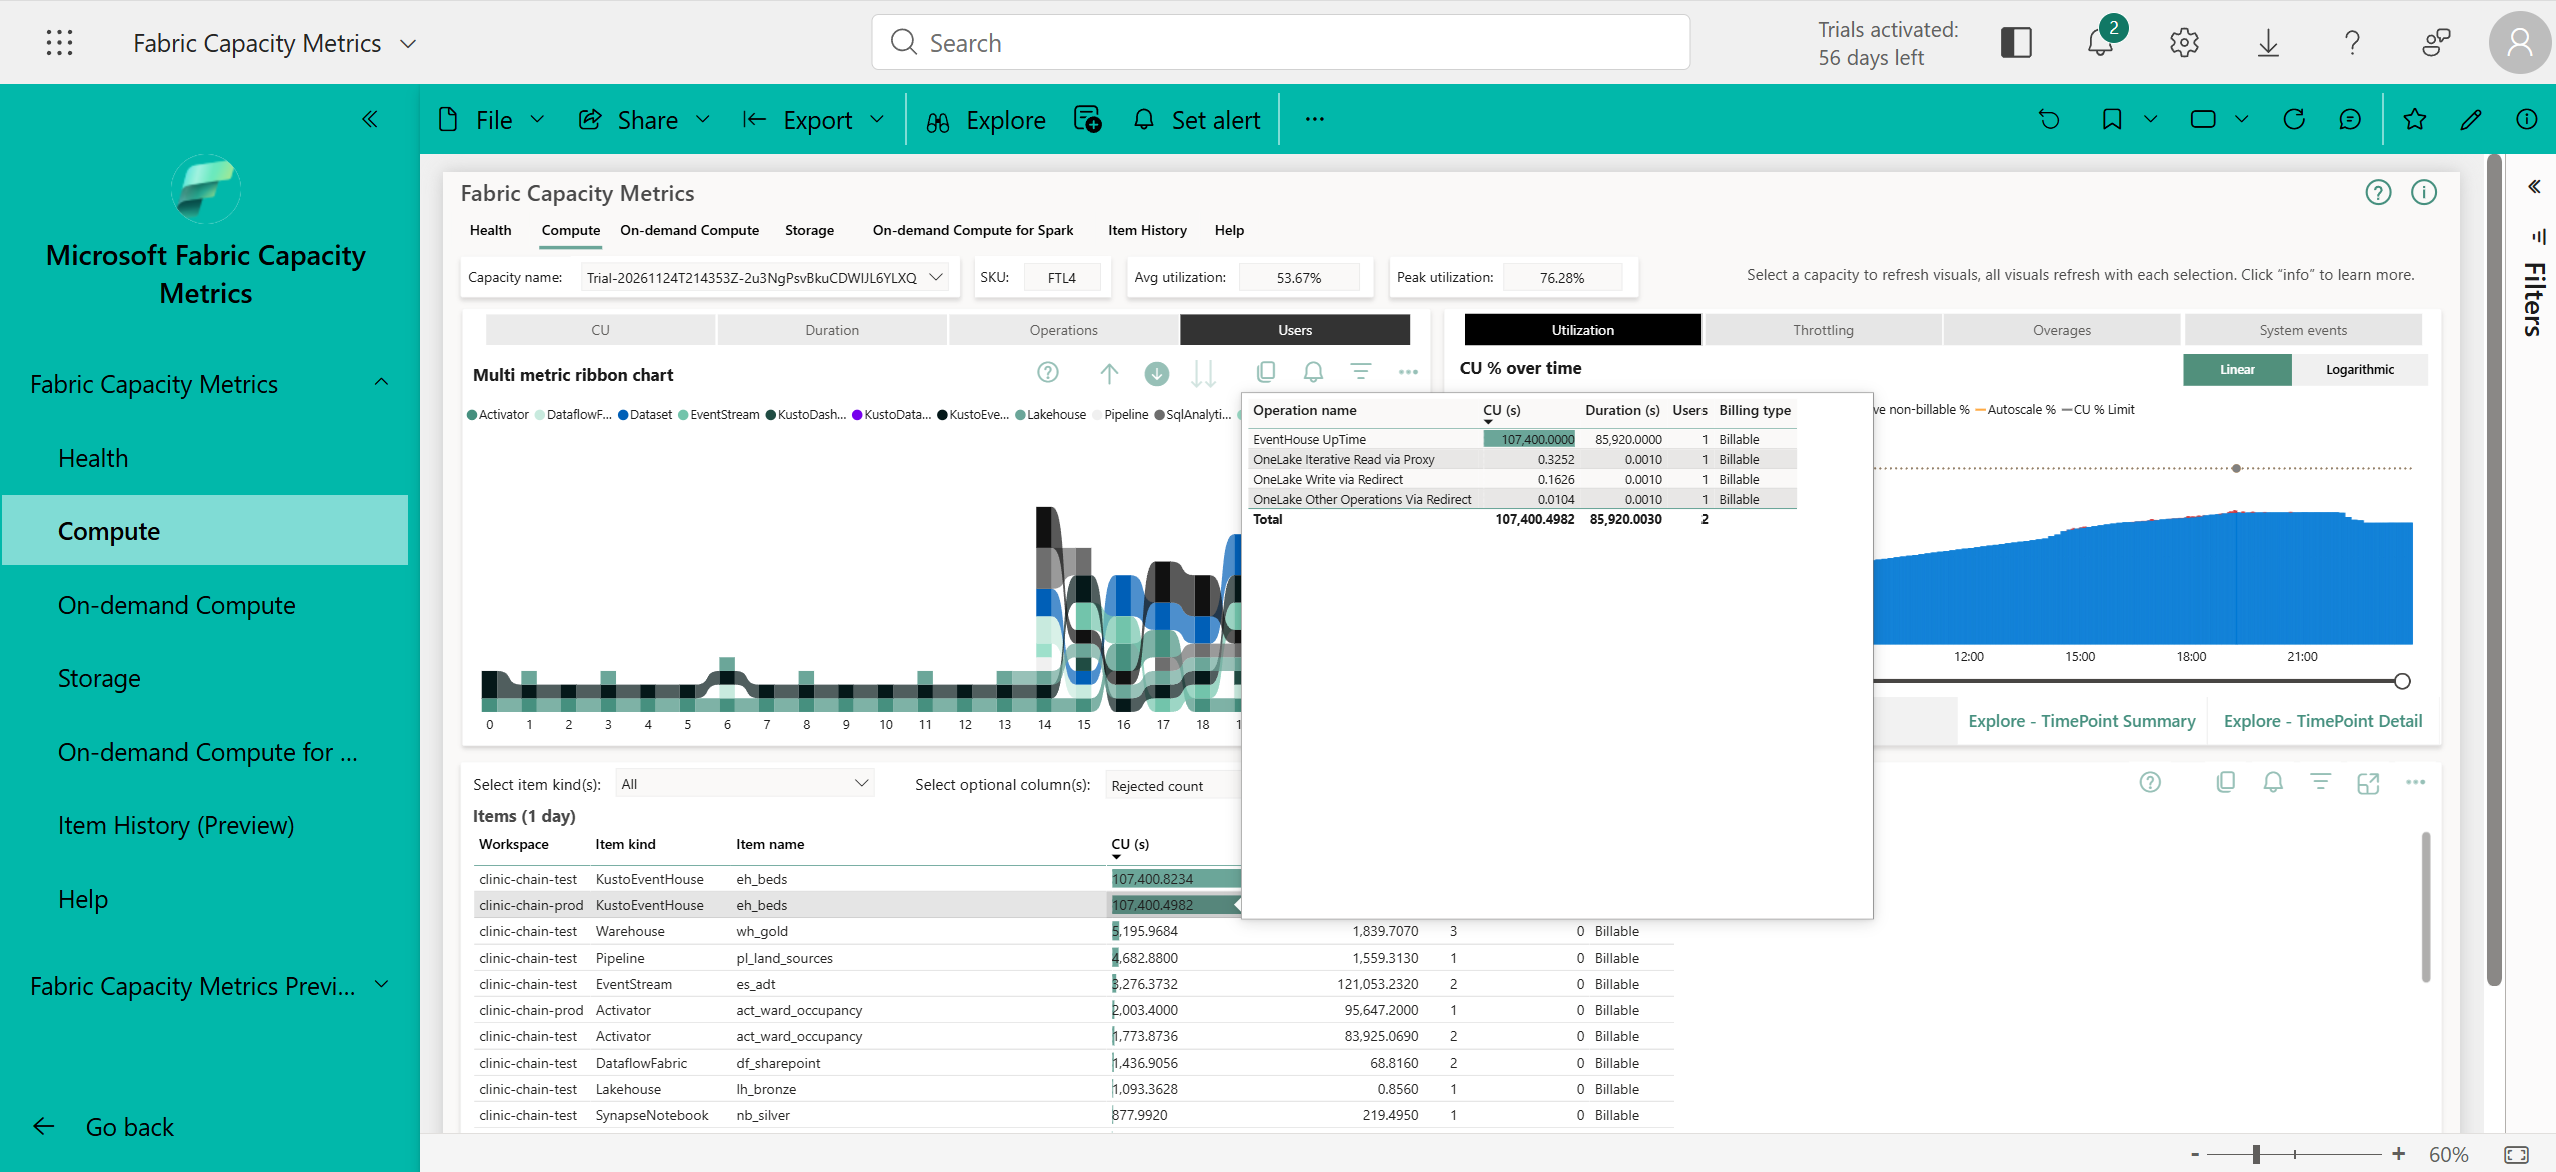 Fabric Capacity Metrics
Search
Trials activated:
56 days left
2
File
Share
Export
Explore
Set alert
Microsoft Fabric Capacity
Metrics
Fabric Capacity Metrics
Health
Compute
On-demand Compute
Storage
On-demand Compute for ...
Item History (Preview)
Help
Fabric Capacity Metrics Previ...
Go back
Fabric Capacity Metrics
Health Compute On-demand Compute Storage On-demand Compute for Spark Item History Help
Capacity name: Trial-20261124T214353Z-2u3NgPsvBkuCDWIJL6YLXQ SKU: FTL4 Avg utilization: 53.67% Peak utilization: 76.28%
Select a capacity to refresh visuals, all visuals refresh with each selection. Click “info” to learn more.
CU Duration Operations Users
Multi metric ribbon chart
Activator DataflowF... Dataset EventStream KustoDash... KustoData... KustoEve... Lakehouse Pipeline SqlAnalyti...
0 1 2 3 4 5 6 7 8 9 10 11 12 13 14 15 16 17 18 1
Utilization Throttling Overages System events
CU % over time
Linear Logarithmic
ve non-billable % Autoscale % CU % Limit
12:00 15:00 18:00 21:00
Explore - TimePoint Summary Explore - TimePoint Detail
Operation name CU (s) Duration (s) Users Billing type
EventHouse UpTime 107,400.0000 85,920.0000 1 Billable
OneLake Iterative Read via Proxy 0.3252 0.0010 1 Billable
OneLake Write via Redirect 0.1626 0.0010 1 Billable
OneLake Other Operations Via Redirect 0.0104 0.0010 1 Billable
Total 107,400.4982 85,920.0030 2
Select item kind(s): All Select optional column(s): Rejected count
Items (1 day)
Workspace Item kind Item name CU (s)
clinic-chain-test KustoEventHouse eh_beds 107,400.8234
clinic-chain-prod KustoEventHouse eh_beds 107,400.4982
clinic-chain-test Warehouse wh_gold 5,195.9684 1,839.7070 3 0 Billable
clinic-chain-test Pipeline pl_land_sources 4,682.8800 1,559.3130 1 0 Billable
clinic-chain-test EventStream es_adt 3,276.3732 121,053.2320 2 0 Billable
clinic-chain-prod Activator act_ward_occupancy 2,003.4000 95,647.2000 1 0 Billable
clinic-chain-test Activator act_ward_occupancy 1,773.8736 83,925.0690 2 0 Billable
clinic-chain-test DataflowFabric df_sharepoint 1,436.9056 68.8160 2 0 Billable
clinic-chain-test Lakehouse lh_bronze 1,093.3628 0.8560 1 0 Billable
clinic-chain-test SynapseNotebook nb_silver 877.9920 219.4950 1 0 Billable
Filters
- + 60%